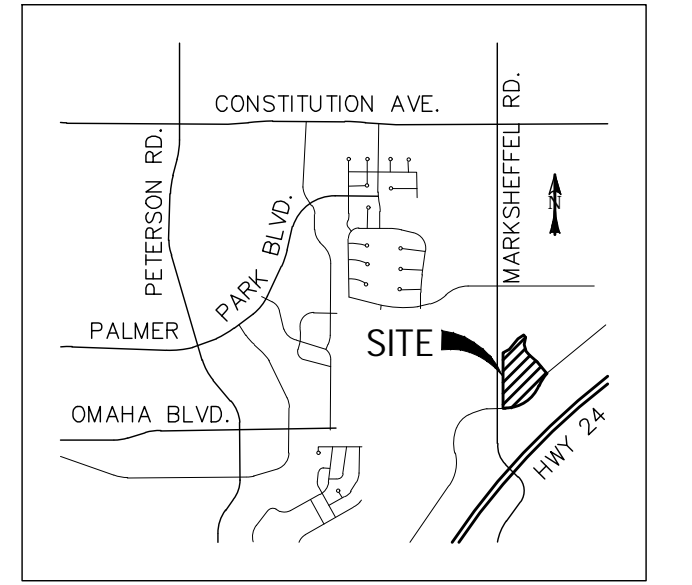 CONSTITUTION AVE.
PETERSON RD.
MARKSHEFFEL RD.
N
PALMER PARK BLVD.
SITE
OMAHA BLVD.
HWY 24